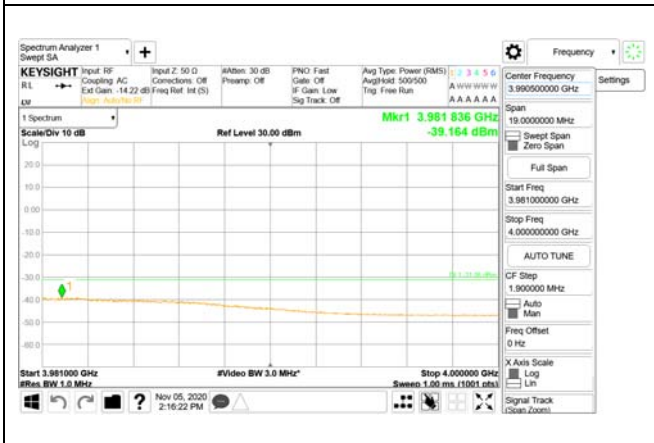 Spectrum Analyzer 1
Swept SA
Frequency
KEYSIGHT
Input: RF
Coupling: AC
Ext Gain: -14.22 dB
Align: Auto/No RF
Input Z: 50 Ω
Corrections: Off
Freq Ref: Int (S)
#Atten: 30 dB
Preamp: Off
PNO: Fast
Gate: Off
IF Gain: Low
Sig Track: Off
Avg Type: Power (RMS)
Avg|Hold: 500/500
Trig: Free Run
1 2 3 4 5 6
A W W W W W
A A A A A A
RL
1 Spectrum
Scale/Div 10 dB
Ref Level 30.00 dBm
Mkr1 3.981 836 GHz
-39.164 dBm
Log
20.0
10.0
0.00
-10.0
-20.0
-30.0
-40.0
-50.0
-60.0
1
Start 3.981000 GHz
#Res BW 1.0 MHz
#Video BW 3.0 MHz*
Stop 4.000000 GHz
Sweep 1.00 ms (1001 pts)
Nov 05, 2020
2:16:22 PM
Center Frequency
3.990500000 GHz
Settings
Span
19.0000000 MHz
Swept Span
Zero Span
Full Span
Start Freq
3.981000000 GHz
Stop Freq
4.000000000 GHz
AUTO TUNE
CF Step
1.900000 MHz
Auto
Man
Freq Offset
0 Hz
X Axis Scale
Log
Lin
Signal Track
(Span Zoom)